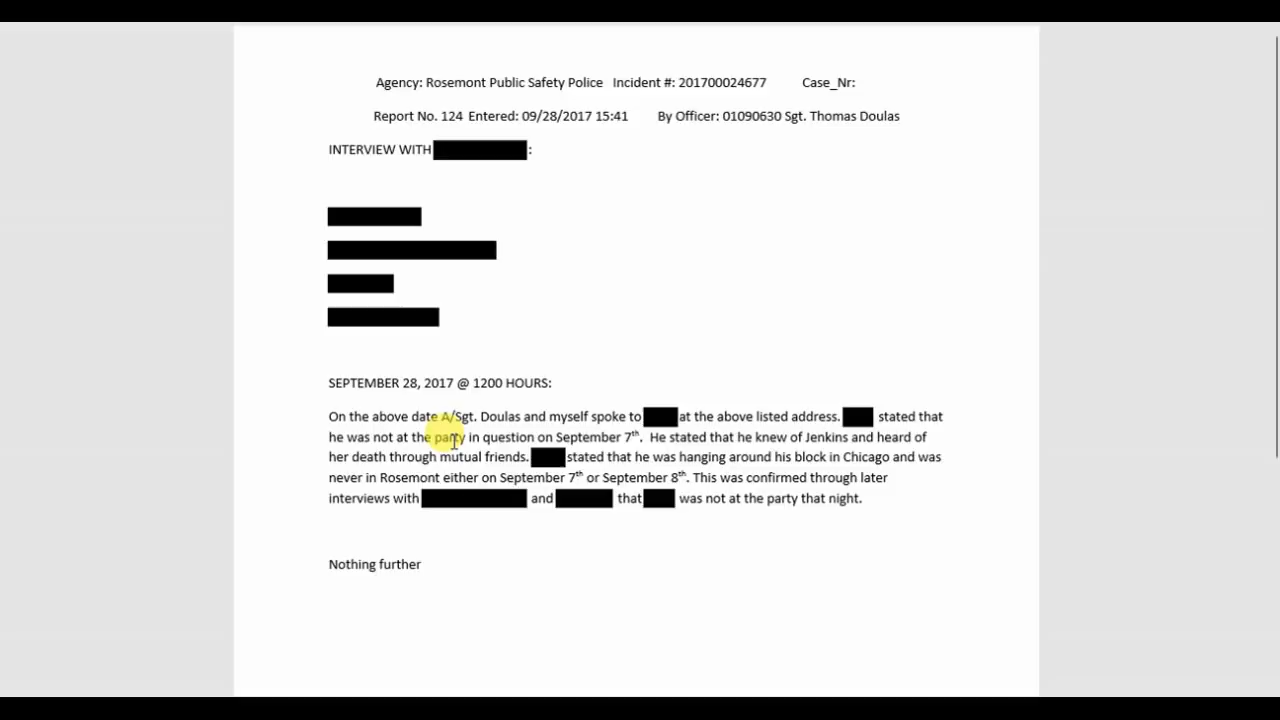 Agency: Rosemont Public Safety Police Incident #: 201700024677 Case_Nr:
Report No. 124 Entered: 09/28/2017 15:41 By Officer: 01090630 Sgt. Thomas Doulas
INTERVIEW WITH :
SEPTEMBER 28, 2017 @ 1200 HOURS:
On the above date A/Sgt. Doulas and myself spoke to at the above listed address. stated that
he was not at the party in question on September 7th. He stated that he knew of Jenkins and heard of
her death through mutual friends. stated that he was hanging around his block in Chicago and was
never in Rosemont either on September 7th or September 8th. This was confirmed through later
interviews with and that was not at the party that night.
Nothing further